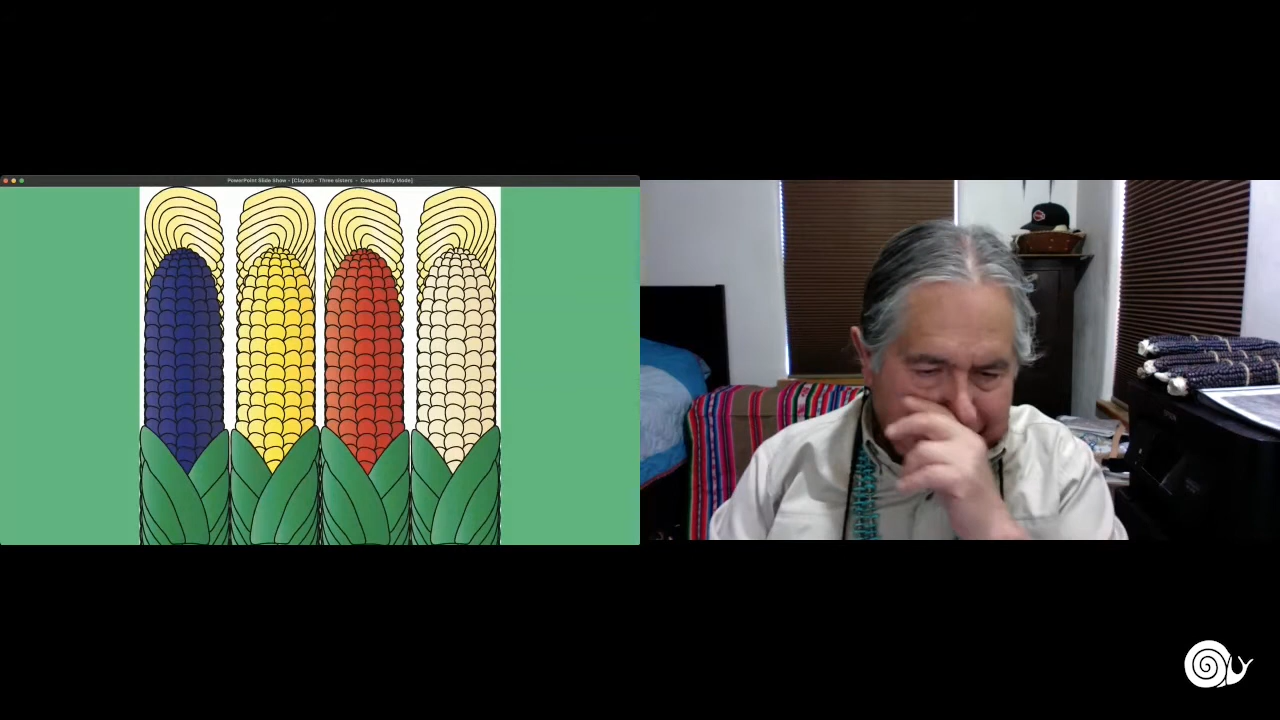 PowerPoint Slide Show - [Clayton - Three sisters - Compatibility Mode]